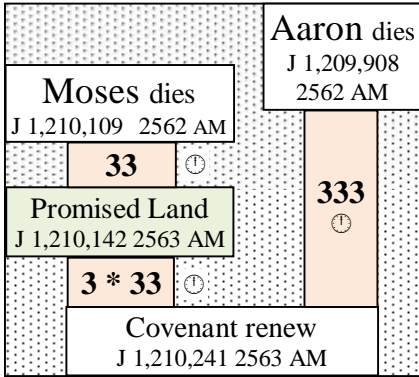 Aaron dies
J 1,209,908
2562 AM
Moses dies
J 1,210,109 2562 AM
33
Promised Land
J 1,210,142 2563 AM
333
3 * 33
Covenant renew
J 1,210,241 2563 AM